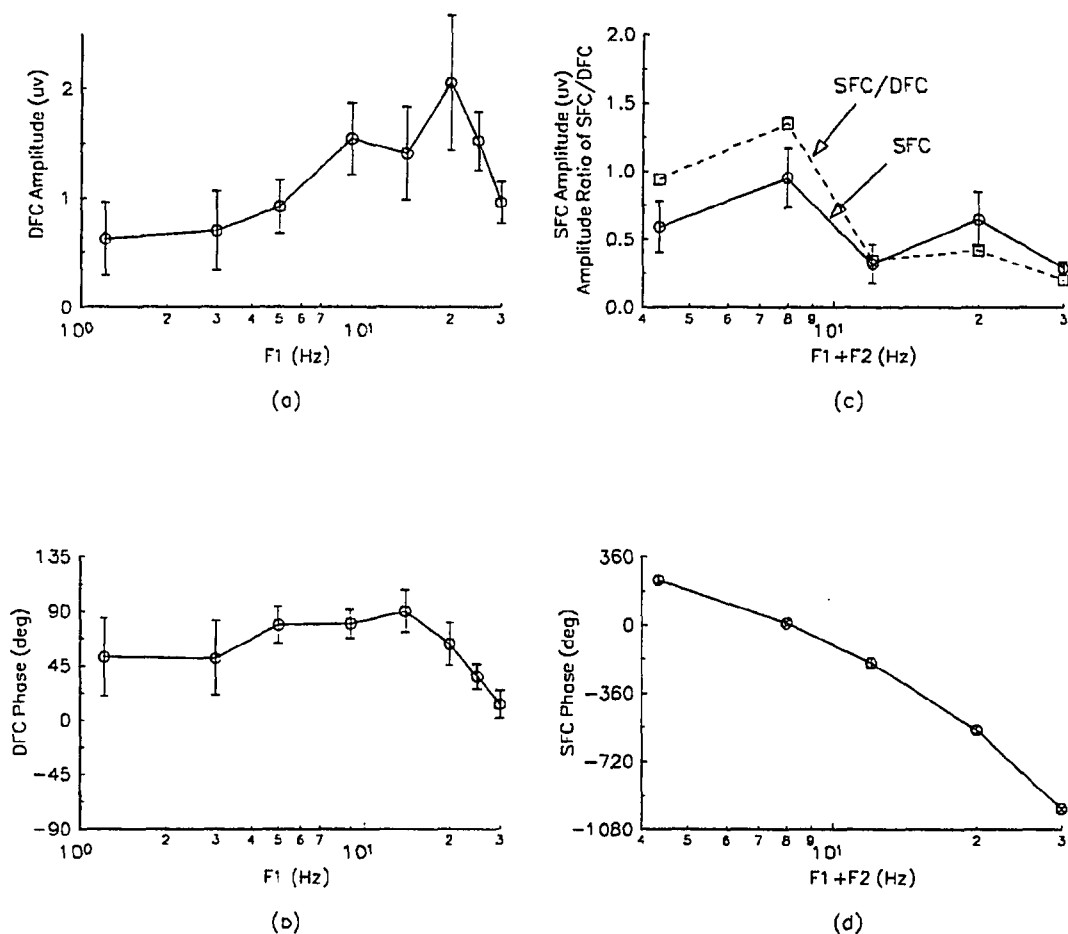 DFC Amplitude (uv)
2
1
0
10⁰ 2 3 4 5 6 7 10¹ 2 3
F1 (Hz)
(a)
SFC Amplitude (uv)
Amplitude Ratio of SFC/DFC
2.0
1.5
1.0
0.5
0.0
SFC/DFC
SFC
4 5 6 7 8 9 10¹ 2 3
F1+F2 (Hz)
(c)
DFC Phase (deg)
135
90
45
0
-45
-90
10⁰ 2 3 4 5 6 7 10¹ 2 3
F1 (Hz)
(b)
SFC Phase (deg)
360
0
-360
-720
-1080
4 5 6 7 8 9 10¹ 2 3
F1+F2 (Hz)
(d)